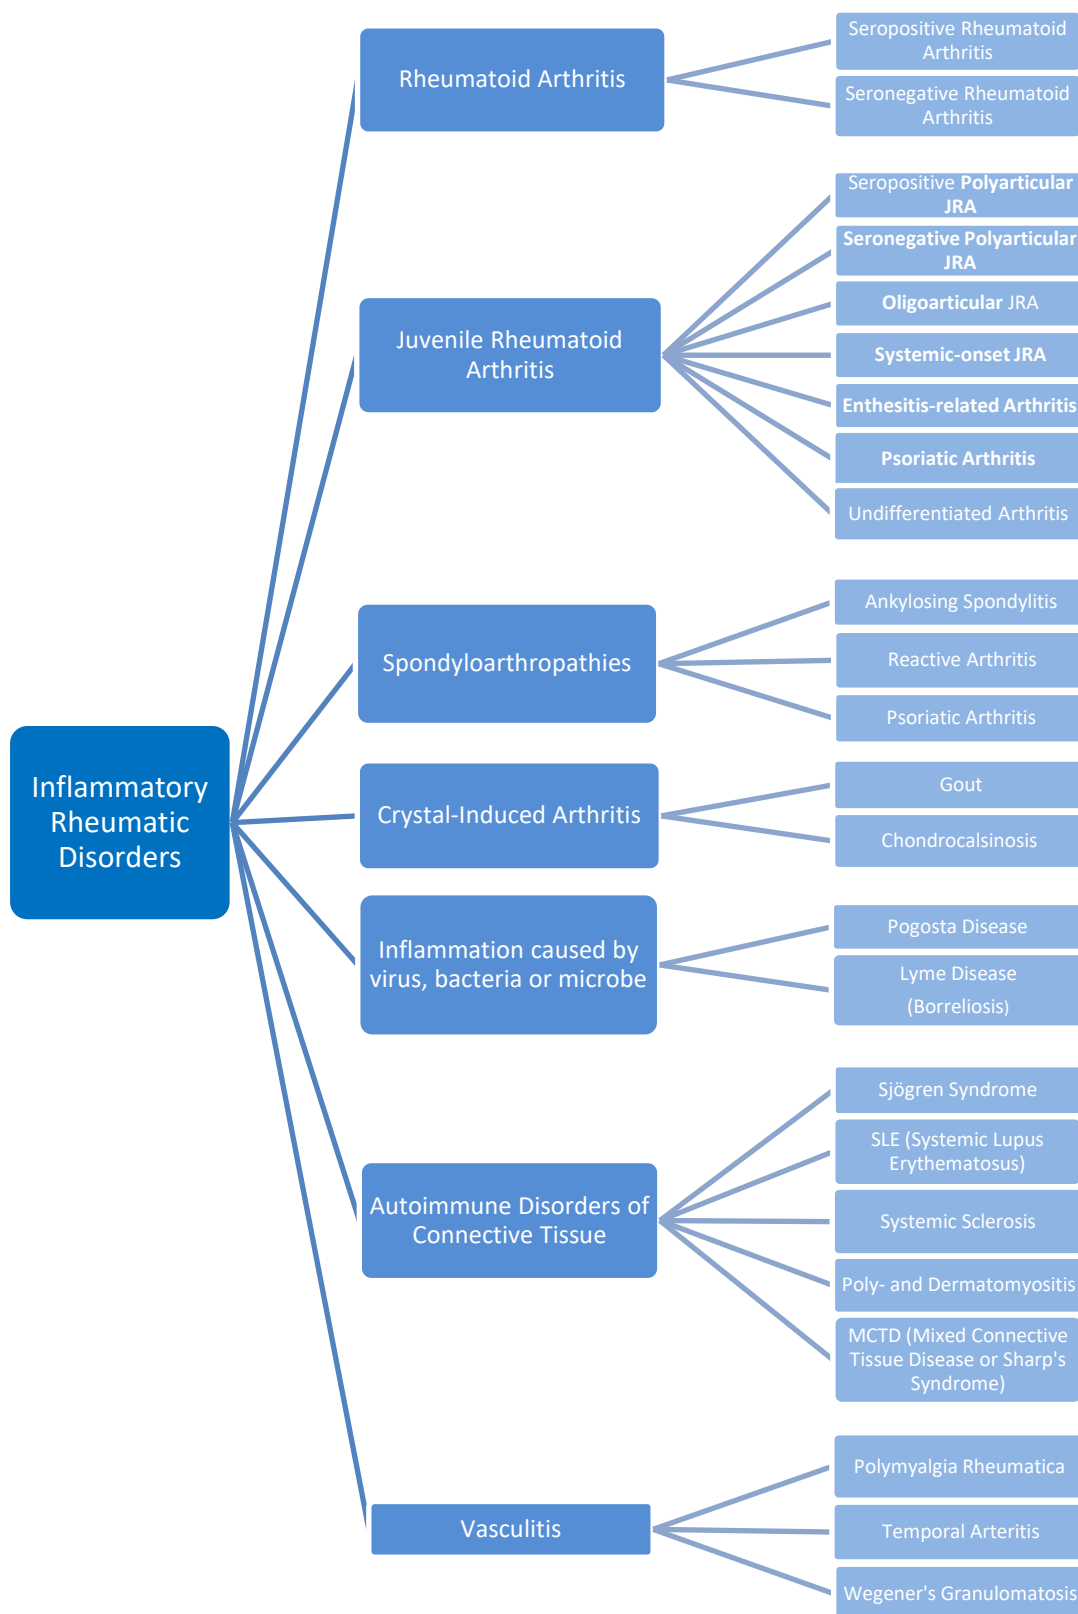 Inflammatory
Rheumatic
Disorders
Rheumatoid Arthritis
Seropositive Rheumatoid
Arthritis
Seronegative Rheumatoid
Arthritis
Juvenile Rheumatoid
Arthritis
Seropositive Polyarticular
JRA
Seronegative Polyarticular
JRA
Oligoarticular JRA
Systemic-onset JRA
Enthesitis-related Arthritis
Psoriatic Arthritis
Undifferentiated Arthritis
Spondyloarthropathies
Ankylosing Spondylitis
Reactive Arthritis
Psoriatic Arthritis
Crystal-Induced Arthritis
Gout
Chondrocalsinosis
Inflammation caused by
virus, bacteria or microbe
Pogosta Disease
Lyme Disease
(Borreliosis)
Autoimmune Disorders of
Connective Tissue
Sjögren Syndrome
SLE (Systemic Lupus
Erythematosus)
Systemic Sclerosis
Poly- and Dermatomyositis
MCTD (Mixed Connective
Tissue Disease or Sharp's
Syndrome)
Vasculitis
Polymyalgia Rheumatica
Temporal Arteritis
Wegener's Granulomatosis